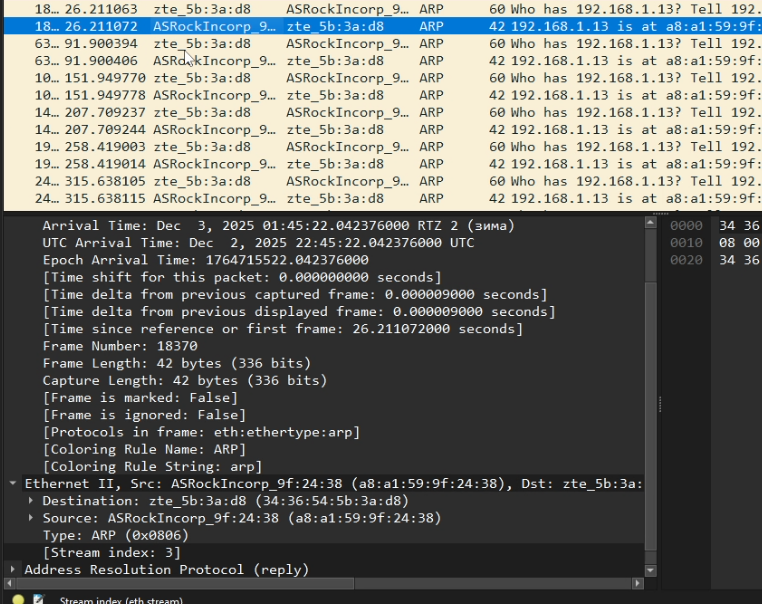 18… 26.211063 zte_5b:3a:d8 ASRockIncorp_9… ARP 60 Who has 192.168.1.13? Tell 192.
18… 26.211072 ASRockIncorp_9… zte_5b:3a:d8 ARP 42 192.168.1.13 is at a8:a1:59:9f:
63… 91.900394 zte_5b:3a:d8 ASRockIncorp_9… ARP 60 Who has 192.168.1.13? Tell 192.
63… 91.900406 ASRockIncorp_9… zte_5b:3a:d8 ARP 42 192.168.1.13 is at a8:a1:59:9f:
10… 151.949770 zte_5b:3a:d8 ASRockIncorp_9… ARP 60 Who has 192.168.1.13? Tell 192.
10… 151.949778 ASRockIncorp_9… zte_5b:3a:d8 ARP 42 192.168.1.13 is at a8:a1:59:9f:
14… 207.709237 zte_5b:3a:d8 ASRockIncorp_9… ARP 60 Who has 192.168.1.13? Tell 192.
14… 207.709244 ASRockIncorp_9… zte_5b:3a:d8 ARP 42 192.168.1.13 is at a8:a1:59:9f:
19… 258.419003 zte_5b:3a:d8 ASRockIncorp_9… ARP 60 Who has 192.168.1.13? Tell 192.
19… 258.419014 ASRockIncorp_9… zte_5b:3a:d8 ARP 42 192.168.1.13 is at a8:a1:59:9f:
24… 315.638105 zte_5b:3a:d8 ASRockIncorp_9… ARP 60 Who has 192.168.1.13? Tell 192.
24… 315.638115 ASRockIncorp_9… zte_5b:3a:d8 ARP 42 192.168.1.13 is at a8:a1:59:9f:
Arrival Time: Dec 3, 2025 01:45:22.042376000 RTZ 2 (зима)
UTC Arrival Time: Dec 2, 2025 22:45:22.042376000 UTC
Epoch Arrival Time: 1764715522.042376000
[Time shift for this packet: 0.000000000 seconds]
[Time delta from previous captured frame: 0.000009000 seconds]
[Time delta from previous displayed frame: 0.000009000 seconds]
[Time since reference or first frame: 26.211072000 seconds]
Frame Number: 18370
Frame Length: 42 bytes (336 bits)
Capture Length: 42 bytes (336 bits)
[Frame is marked: False]
[Frame is ignored: False]
[Protocols in frame: eth:ethertype:arp]
[Coloring Rule Name: ARP]
[Coloring Rule String: arp]
Ethernet II, Src: ASRockIncorp_9f:24:38 (a8:a1:59:9f:24:38), Dst: zte_5b:3a:
Destination: zte_5b:3a:d8 (34:36:54:5b:3a:d8)
Source: ASRockIncorp_9f:24:38 (a8:a1:59:9f:24:38)
Type: ARP (0x0806)
[Stream index: 3]
Address Resolution Protocol (reply)
0000 34 36
0010 08 00
0020 34 36
Stream index (eth.stream)